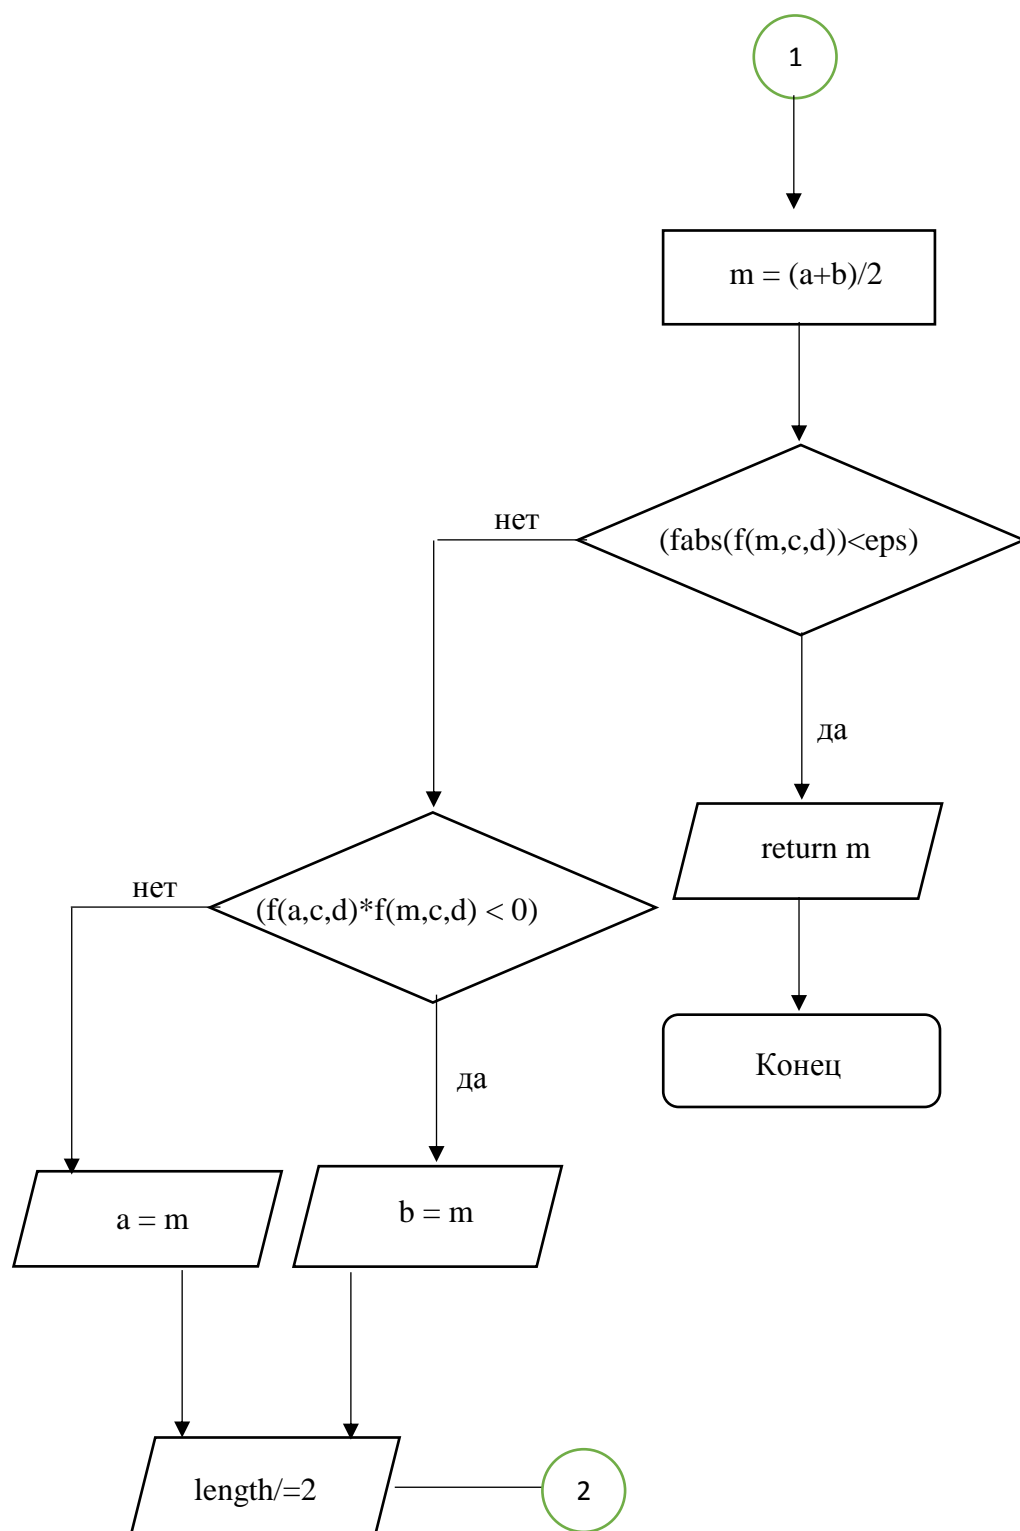 1
m = (a+b)/2
нет
(fabs(f(m,c,d))<eps)
да
return m
нет
(f(a,c,d)*f(m,c,d) < 0)
Конец
да
a = m
b = m
length/=2
2